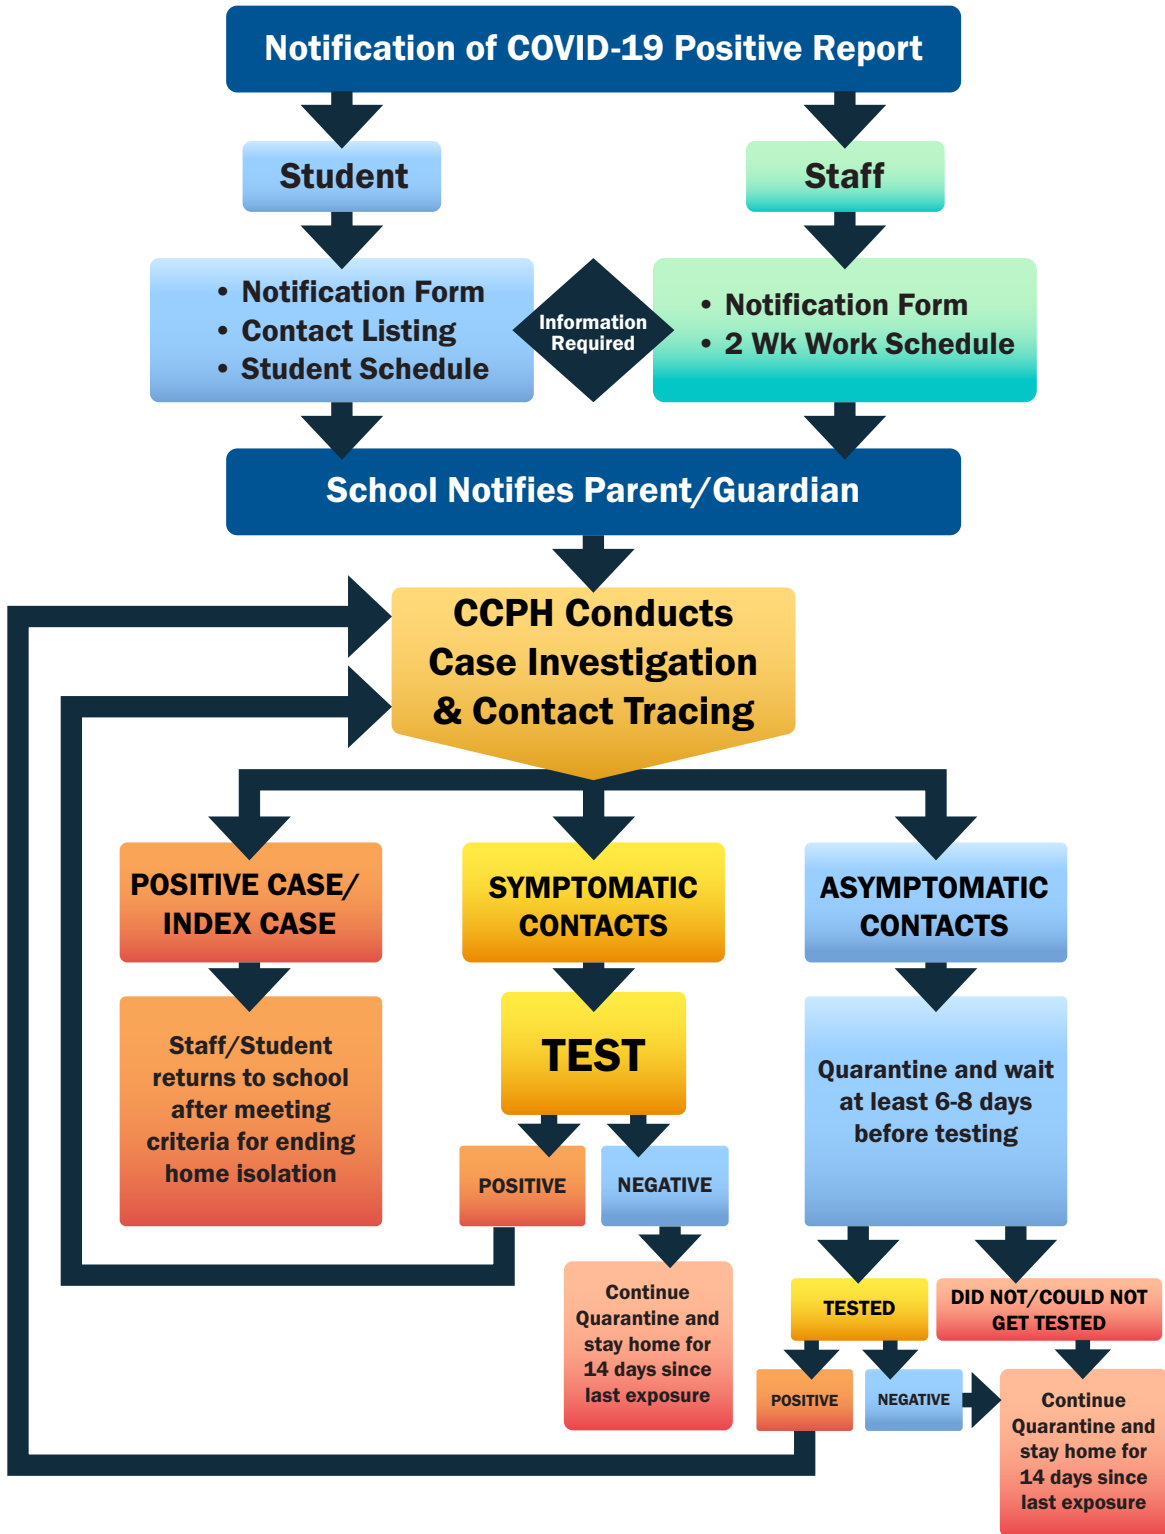 Notification of COVID-19 Positive Report
Student
Staff
• Notification Form
• Contact Listing
• Student Schedule
Information
Required
• Notification Form
• 2 Wk Work Schedule
School Notifies Parent/Guardian
CCPH Conducts
Case Investigation
& Contact Tracing
POSITIVE CASE/
INDEX CASE
SYMPTOMATIC
CONTACTS
ASYMPTOMATIC
CONTACTS
Staff/Student
returns to school
after meeting
criteria for ending
home isolation
TEST
Quarantine and wait
at least 6-8 days
before testing
POSITIVE
NEGATIVE
Continue
Quarantine and
stay home for
14 days since
last exposure
TESTED
DID NOT/COULD NOT
GET TESTED
POSITIVE
NEGATIVE
Continue
Quarantine and
stay home for
14 days since
last exposure